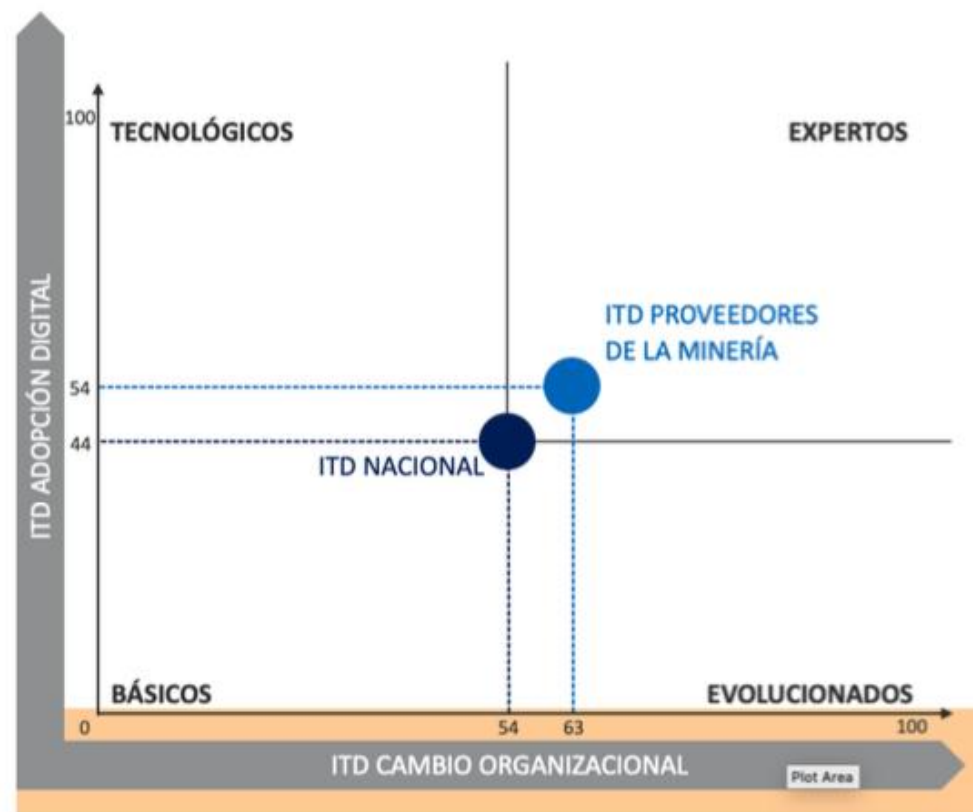 100
TECNOLÓGICOS
EXPERTOS
ITD ADOPCIÓN DIGITAL
ITD PROVEEDORES
DE LA MINERÍA
54
44
ITD NACIONAL
BÁSICOS
EVOLUCIONADOS
0
54
63
100
ITD CAMBIO ORGANIZACIONAL
Plot Area